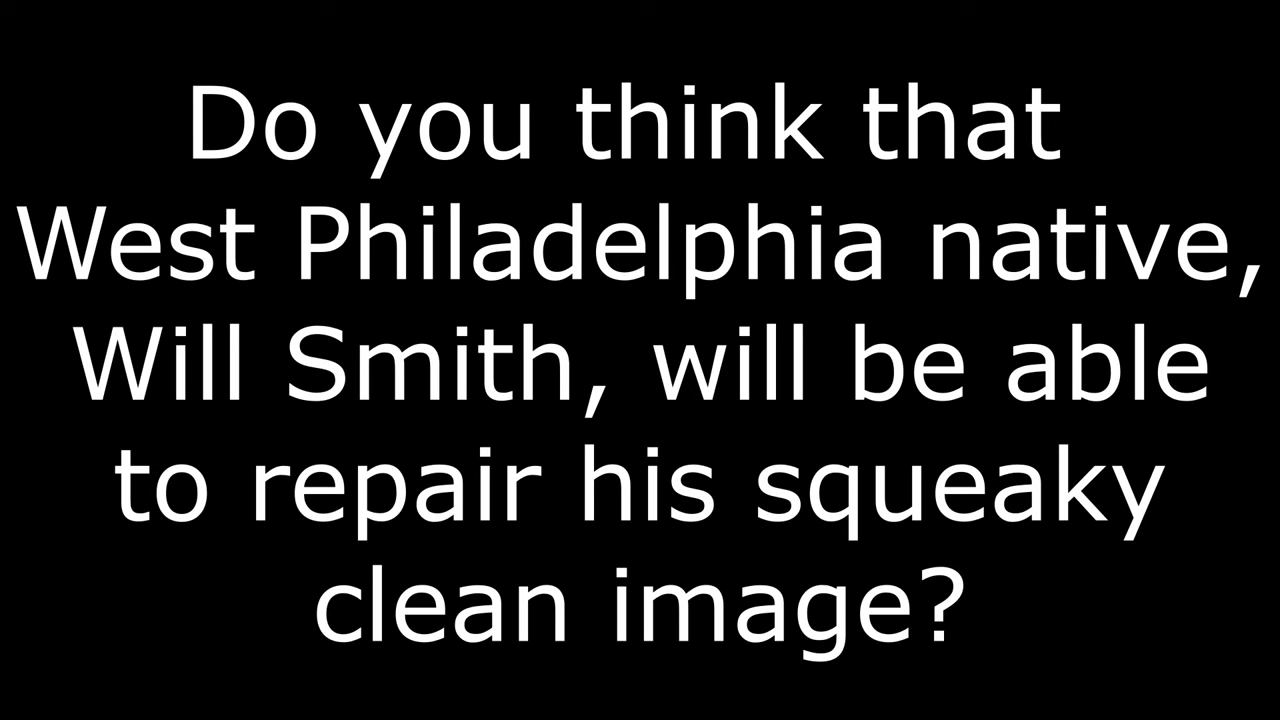 Do you think that
West Philadelphia native,
Will Smith, will be able
to repair his squeaky
clean image?